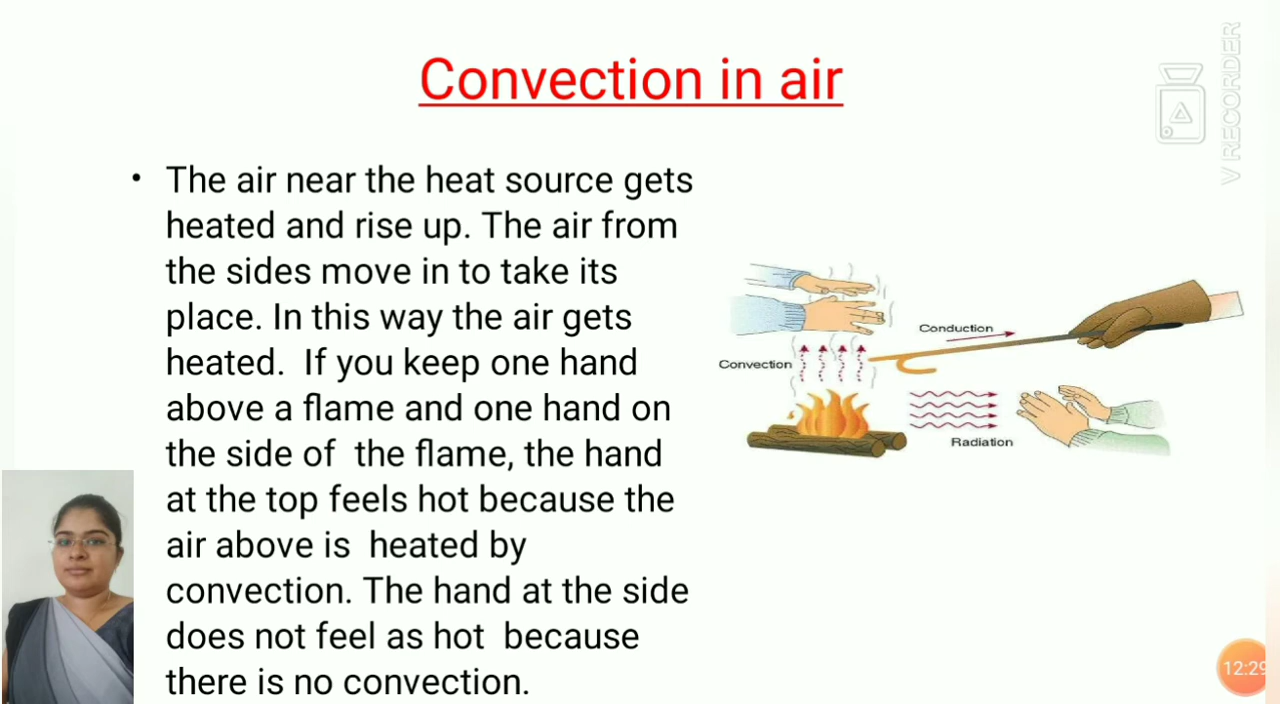 Convection in air
• The air near the heat source gets
heated and rise up. The air from
the sides move in to take its
place. In this way the air gets
heated.  If you keep one hand
above a flame and one hand on
the side of  the flame, the hand
at the top feels hot because the
air above is  heated by
convection. The hand at the side
does not feel as hot  because
there is no convection.
Conduction
Convection
Radiation
V RECORDER
12:29